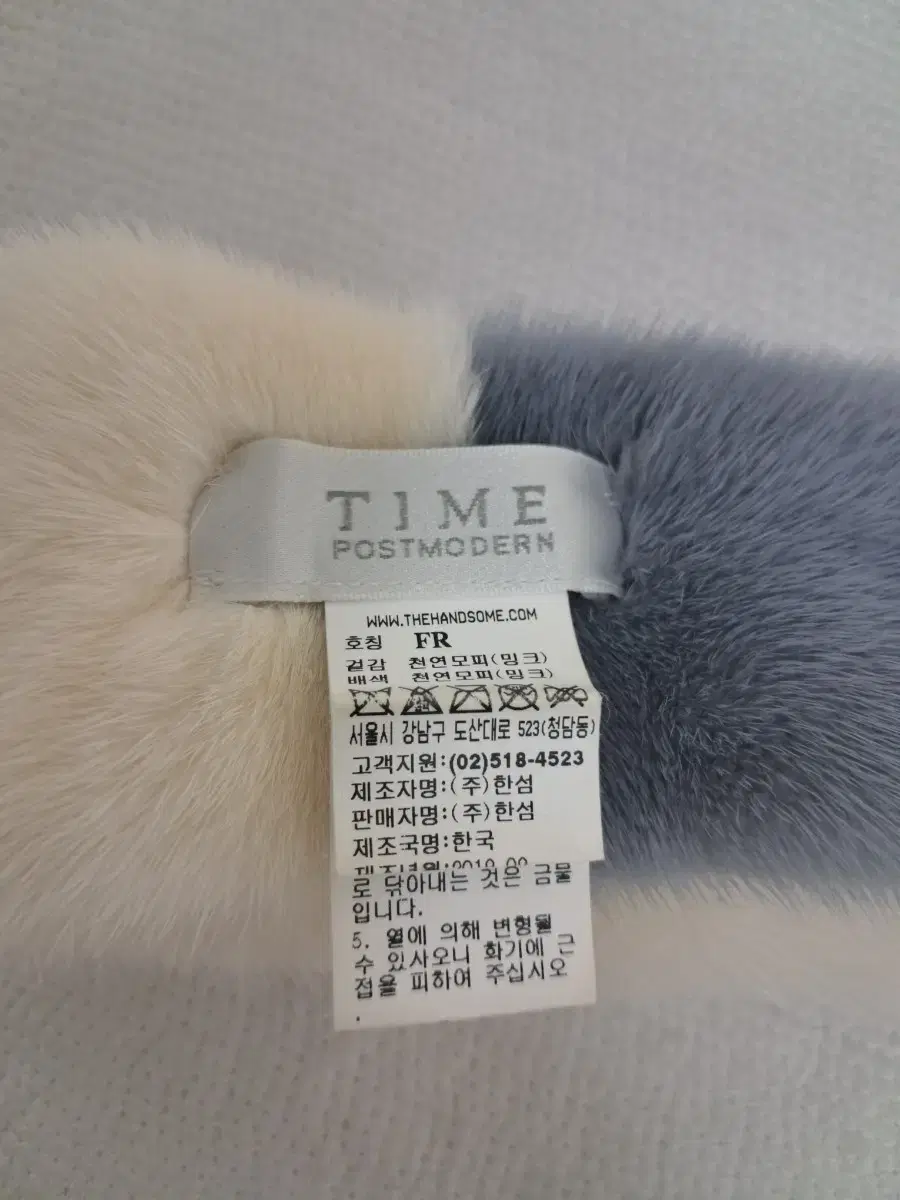 TIME
POSTMODERN
WWW.THEHANDSOME.COM
호칭 FR
겉감 천연모피(밍크)
배색 천연모피(밍크)
서울시 강남구 도산대로 523(청담동)
고객지원:(02)518-4523
제조자명:(주)한섬
판매자명:(주)한섬
제조국명:한국
제조년월:
로 닦아내는 것은 금물
입니다.
5. 열에 의해 변형될
수 있사오니 화기에 근
접을 피하여 주십시오
.